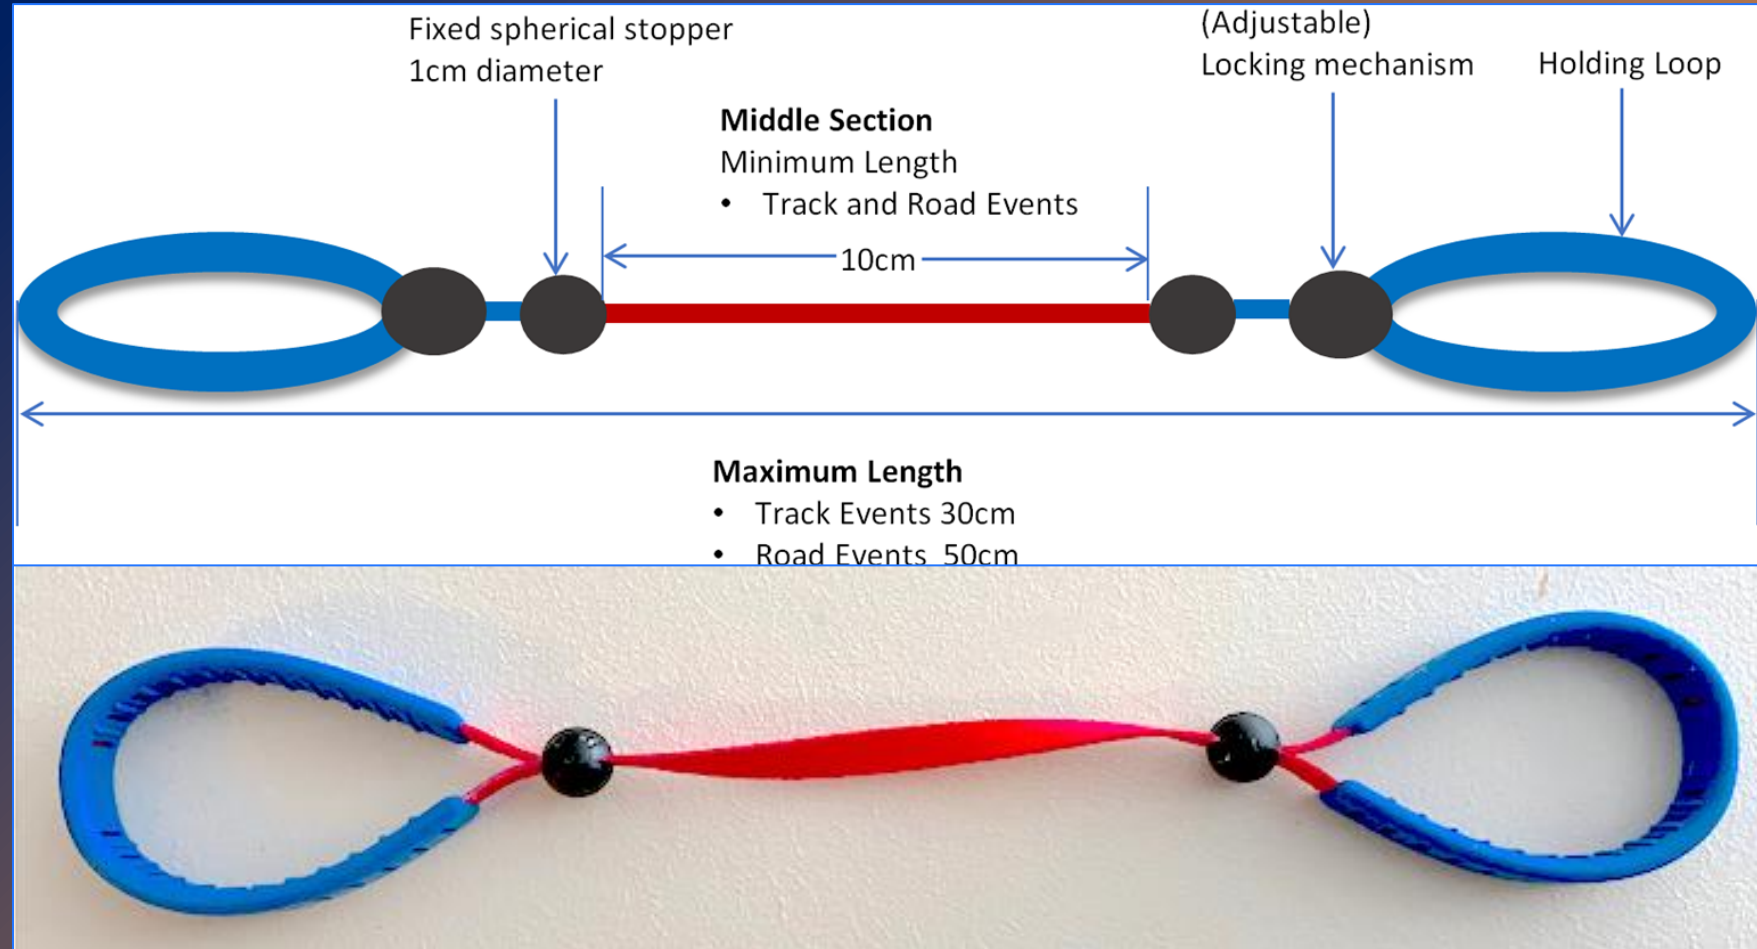 Fixed spherical stopper
1cm diameter
(Adjustable)
Locking mechanism
Holding Loop
Middle Section
Minimum Length
• Track and Road Events
10cm
Maximum Length
• Track Events 30cm
• Road Events 50cm